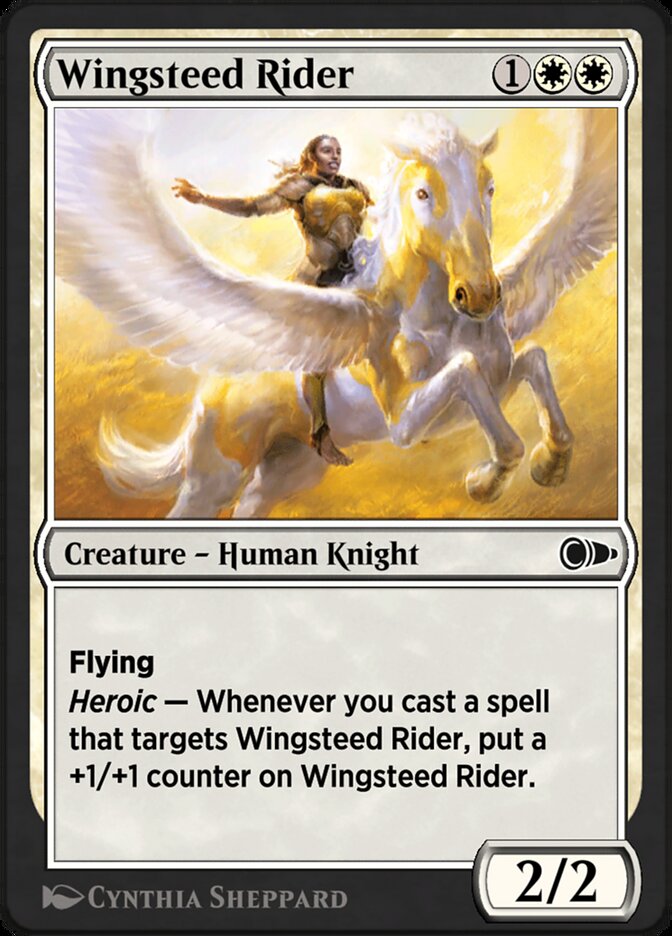 Wingsteed Rider 1
Creature – Human Knight
Flying
Heroic — Whenever you cast a spell
that targets Wingsteed Rider, put a
+1/+1 counter on Wingsteed Rider.
2/2
Cynthia Sheppard